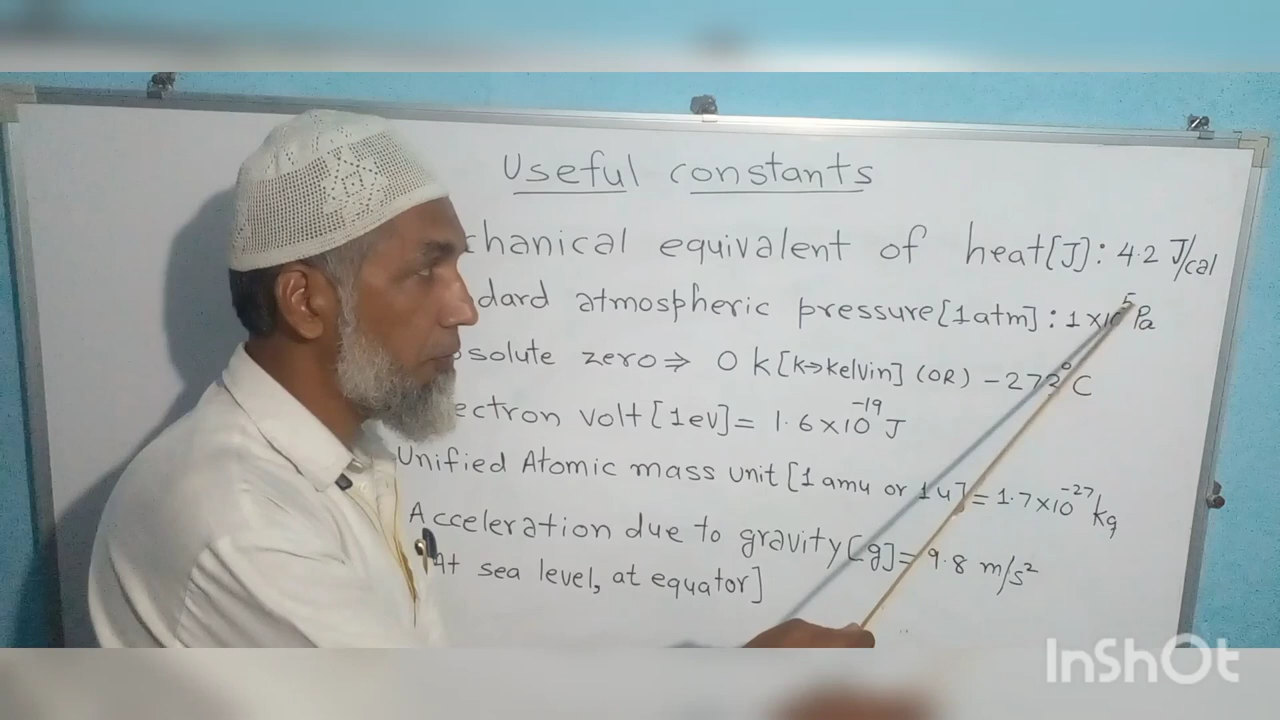 Useful constants
chanical equivalent of heat[J]: 4.2 J/cal
dard atmospheric pressure[1atm]: 1×10⁵ Pa
solute zero⇒ 0 k[k→kelvin] (OR) -273°C
ectron volt[1ev]= 1.6×10⁻¹⁹ J
Unified Atomic mass unit [1 amu or 1u]= 1.7×10⁻²⁷ kg
Acceleration due to gravity[g]= 9.8 m/s²
At sea level, at equator]
InShOt